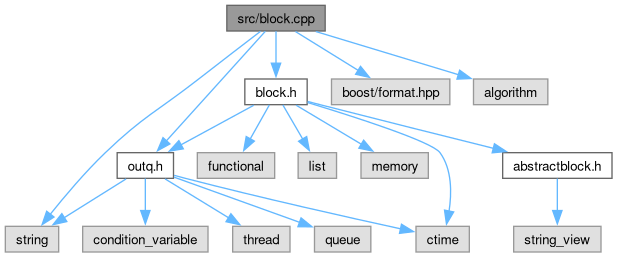 src/block.cpp
block.h
boost/format.hpp
algorithm
outq.h
functional
list
memory
abstractblock.h
string
condition_variable
thread
queue
ctime
string_view